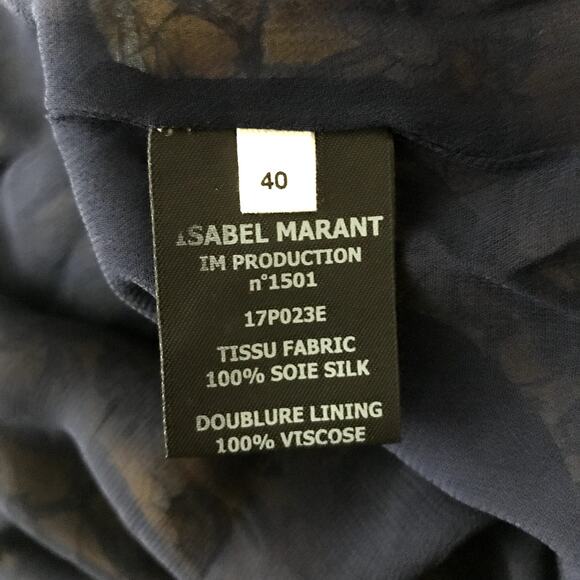 40
ISABEL MARANT
IM PRODUCTION
n°1501
17P023E
TISSU FABRIC
100% SOIE SILK
DOUBLURE LINING
100% VISCOSE